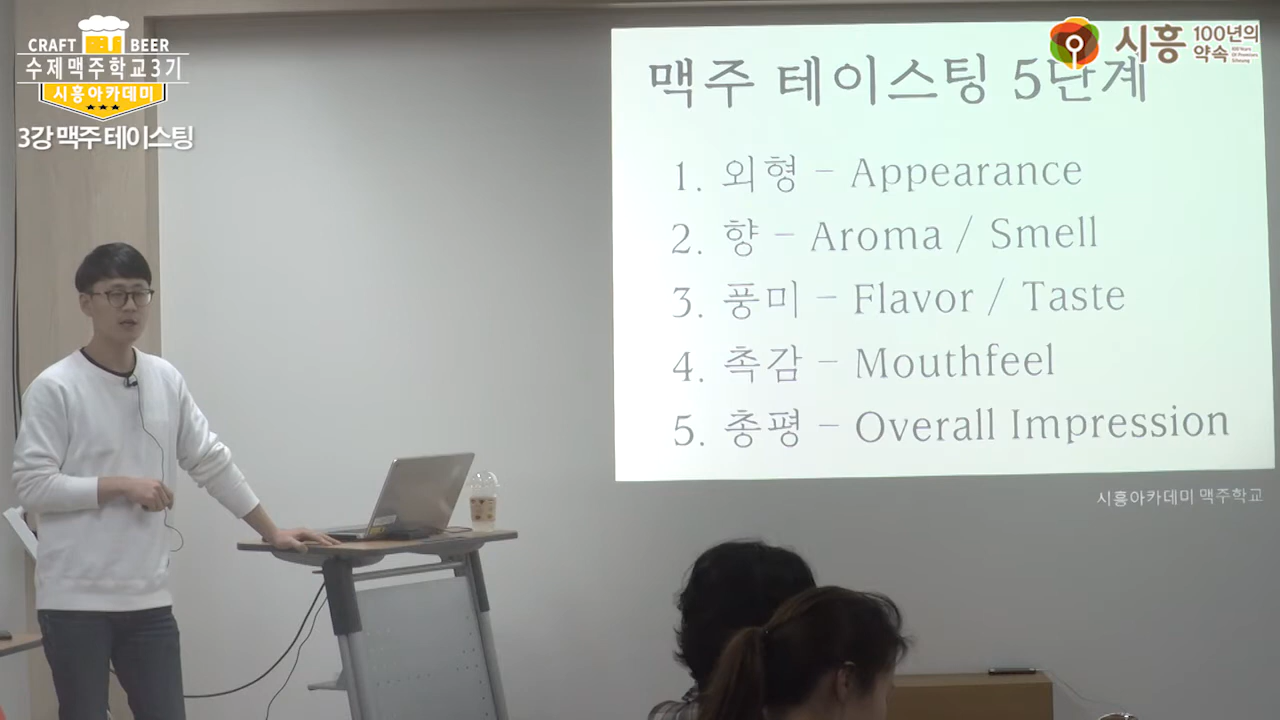 CRAFT BEER
수제맥주학교3기
시흥아카데미
3강 맥주 테이스팅
시흥 100년의 약속
맥주 테이스팅 5단계
1. 외형 – Appearance
2. 향 – Aroma / Smell
3. 풍미 – Flavor / Taste
4. 촉감 – Mouthfeel
5. 총평 – Overall Impression
시흥아카데미 맥주학교